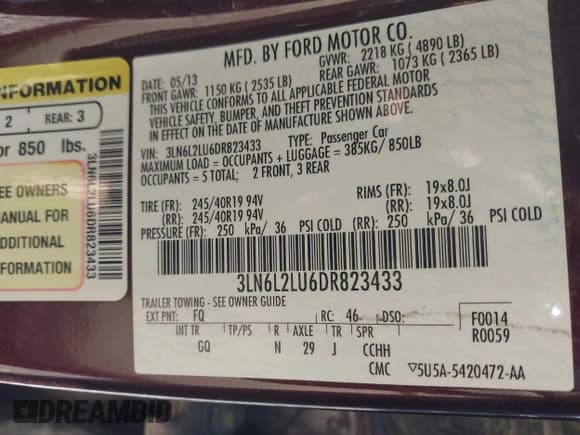 NFORMATION
2 REAR: 3
or 850 lbs.
EE OWNERS
MANUAL FOR
ADDITIONAL
INFORMATION
3LN6L2LU6DR823433
MFD. BY FORD MOTOR CO.
DATE: 05/13 GVWR: 2218 KG ( 4890 LB)
FRONT GAWR: 1150 KG ( 2535 LB) REAR GAWR: 1073 KG ( 2365 LB)
THIS VEHICLE CONFORMS TO ALL APPLICABLE FEDERAL MOTOR
VEHICLE SAFETY, BUMPER, AND THEFT PREVENTION STANDARDS
IN EFFECT ON THE DATE OF MANUFACTURE SHOWN ABOVE.
VIN: 3LN6L2LU6DR823433 TYPE: Passenger Car
MAXIMUM LOAD = OCCUPANTS + LUGGAGE = 385KG/ 850LB
OCCUPANTS = 5 TOTAL; 2 FRONT, 3 REAR
TIRE (FR): 245/40R19 94V RIMS (FR): 19x8.0J
(RR): 245/40R19 94V (RR): 19x8.0J
PRESSURE (FR): 250 kPa/ 36 PSI COLD (RR): 250 kPa/ 36 PSI COLD
3LN6L2LU6DR823433
TRAILER TOWING - SEE OWNER GUIDE
EXT PNT: FQ RC: 46 DSO: F0014
INT TR TP/PS R AXLE TR SPR R0059
GQ N 29 J CCHH
CMC ▽5U5A-5420472-AA
DREAMBID